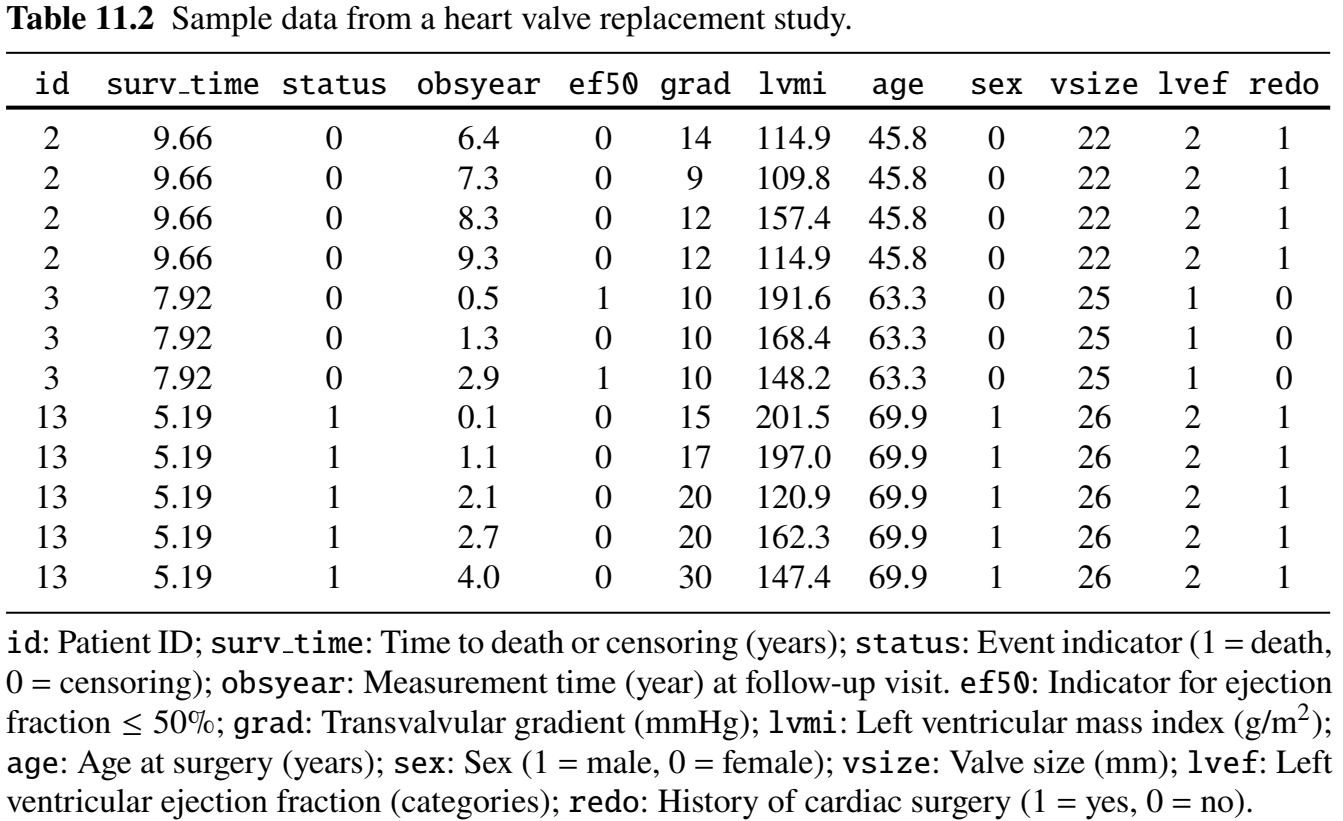 Table 11.2 Sample data from a heart valve replacement study.
id surv_time status obsyear ef50 grad lvmi age sex vsize lvef redo
2 9.66 0 6.4 0 14 114.9 45.8 0 22 2 1
2 9.66 0 7.3 0 9 109.8 45.8 0 22 2 1
2 9.66 0 8.3 0 12 157.4 45.8 0 22 2 1
2 9.66 0 9.3 0 12 114.9 45.8 0 22 2 1
3 7.92 0 0.5 1 10 191.6 63.3 0 25 1 0
3 7.92 0 1.3 0 10 168.4 63.3 0 25 1 0
3 7.92 0 2.9 1 10 148.2 63.3 0 25 1 0
13 5.19 1 0.1 0 15 201.5 69.9 1 26 2 1
13 5.19 1 1.1 0 17 197.0 69.9 1 26 2 1
13 5.19 1 2.1 0 20 120.9 69.9 1 26 2 1
13 5.19 1 2.7 0 20 162.3 69.9 1 26 2 1
13 5.19 1 4.0 0 30 147.4 69.9 1 26 2 1
id: Patient ID; surv_time: Time to death or censoring (years); status: Event indicator (1 = death,
0 = censoring); obsyear: Measurement time (year) at follow-up visit. ef50: Indicator for ejection
fraction ≤ 50%; grad: Transvalvular gradient (mmHg); lvmi: Left ventricular mass index (g/m²);
age: Age at surgery (years); sex: Sex (1 = male, 0 = female); vsize: Valve size (mm); lvef: Left
ventricular ejection fraction (categories); redo: History of cardiac surgery (1 = yes, 0 = no).